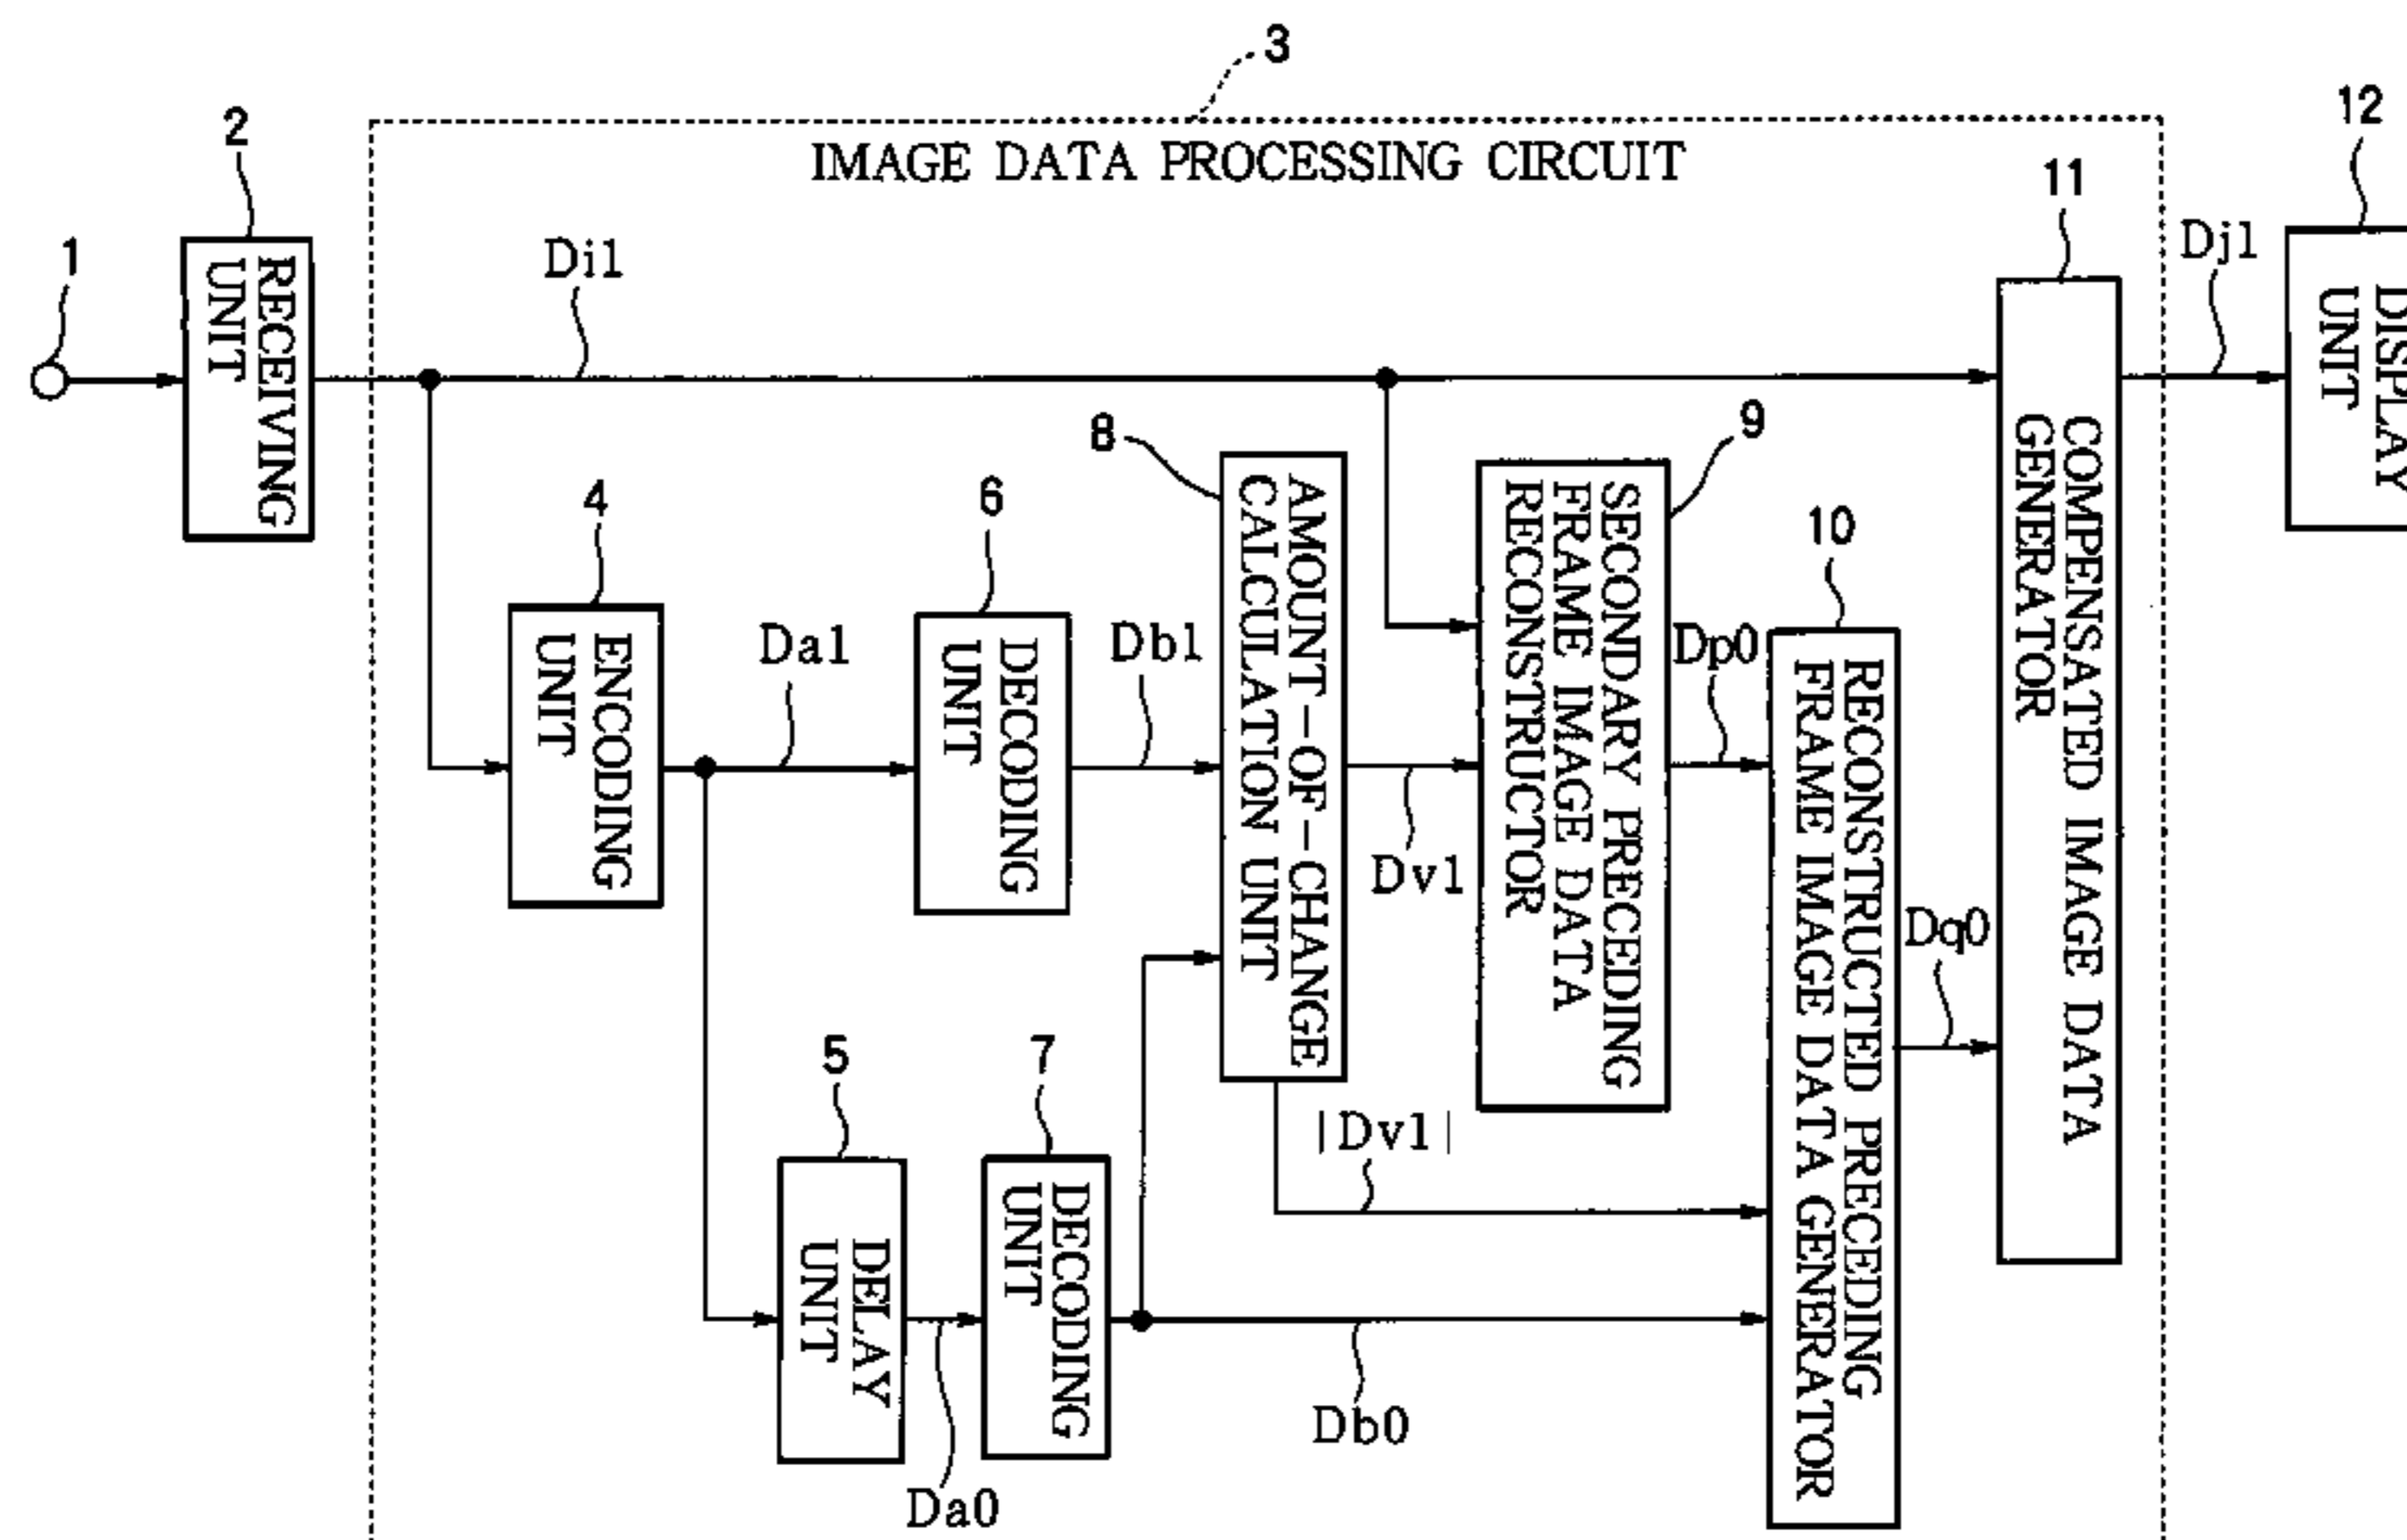 3
2
12
IMAGE DATA PROCESSING CIRCUIT
11
1
RECEIVING
UNIT
Di1
Dj1
DISPLAY
UNIT
8
9
COMPENSATED IMAGE DATA
GENERATOR
4
6
AMOUNT-OF-CHANGE
CALCULATION UNIT
SECONDARY PRECEDING
FRAME IMAGE DATA
RECONSTRUCTOR
10
ENCODING
UNIT
Da1
DECODING
UNIT
Db1
Dp0
RECONSTRUCTED PRECEDING
FRAME IMAGE DATA GENERATOR
Dv1
Dq0
5
7
|Dv1|
DELAY
UNIT
DECODING
UNIT
Db0
Da0